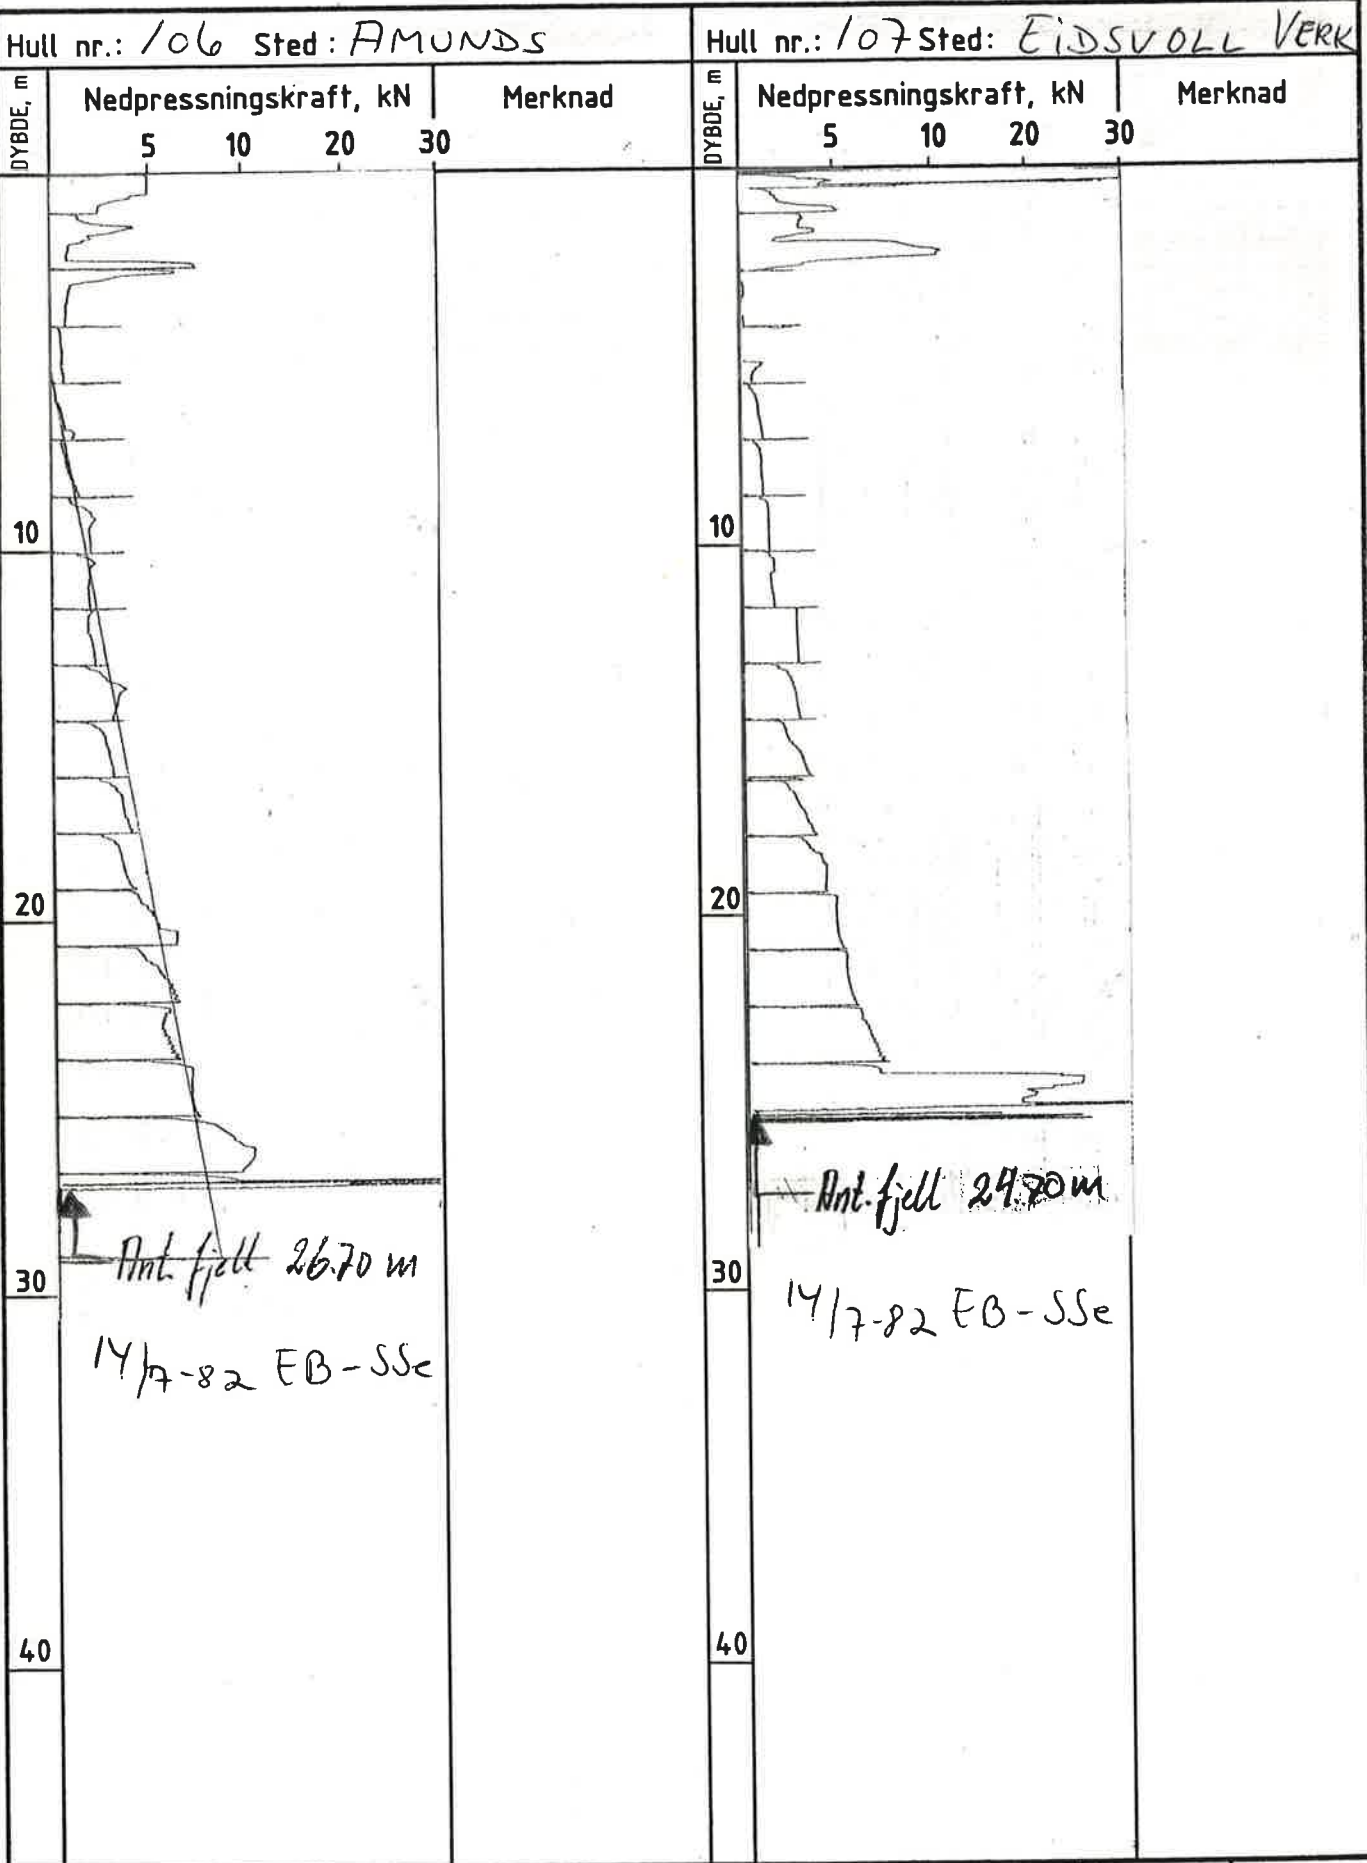 Hull nr.: 106 Sted: AMUNDS
DYBDE, m
Nedpressningskraft, kN
Merknad
5 10 20 30
10
20
30
40
Ant. fjell 26.70 m
14/7-82 EB-SSe
Hull nr.: 107 Sted: EiDSVOLL VERK
DYBDE, m
Nedpressningskraft, kN
Merknad
5 10 20 30
10
20
30
40
Ant. fjell 24.80 m
14/7-82 EB-SSe